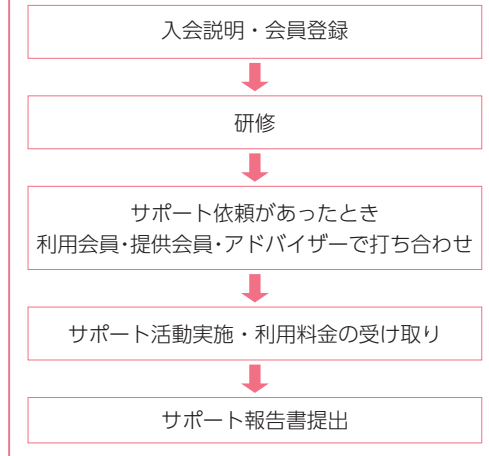 入会説明・会員登録
研修
サポート依頼があったとき
利用会員・提供会員・アドバイザーで打ち合わせ
サポート活動実施・利用料金の受け取り
サポート報告書提出